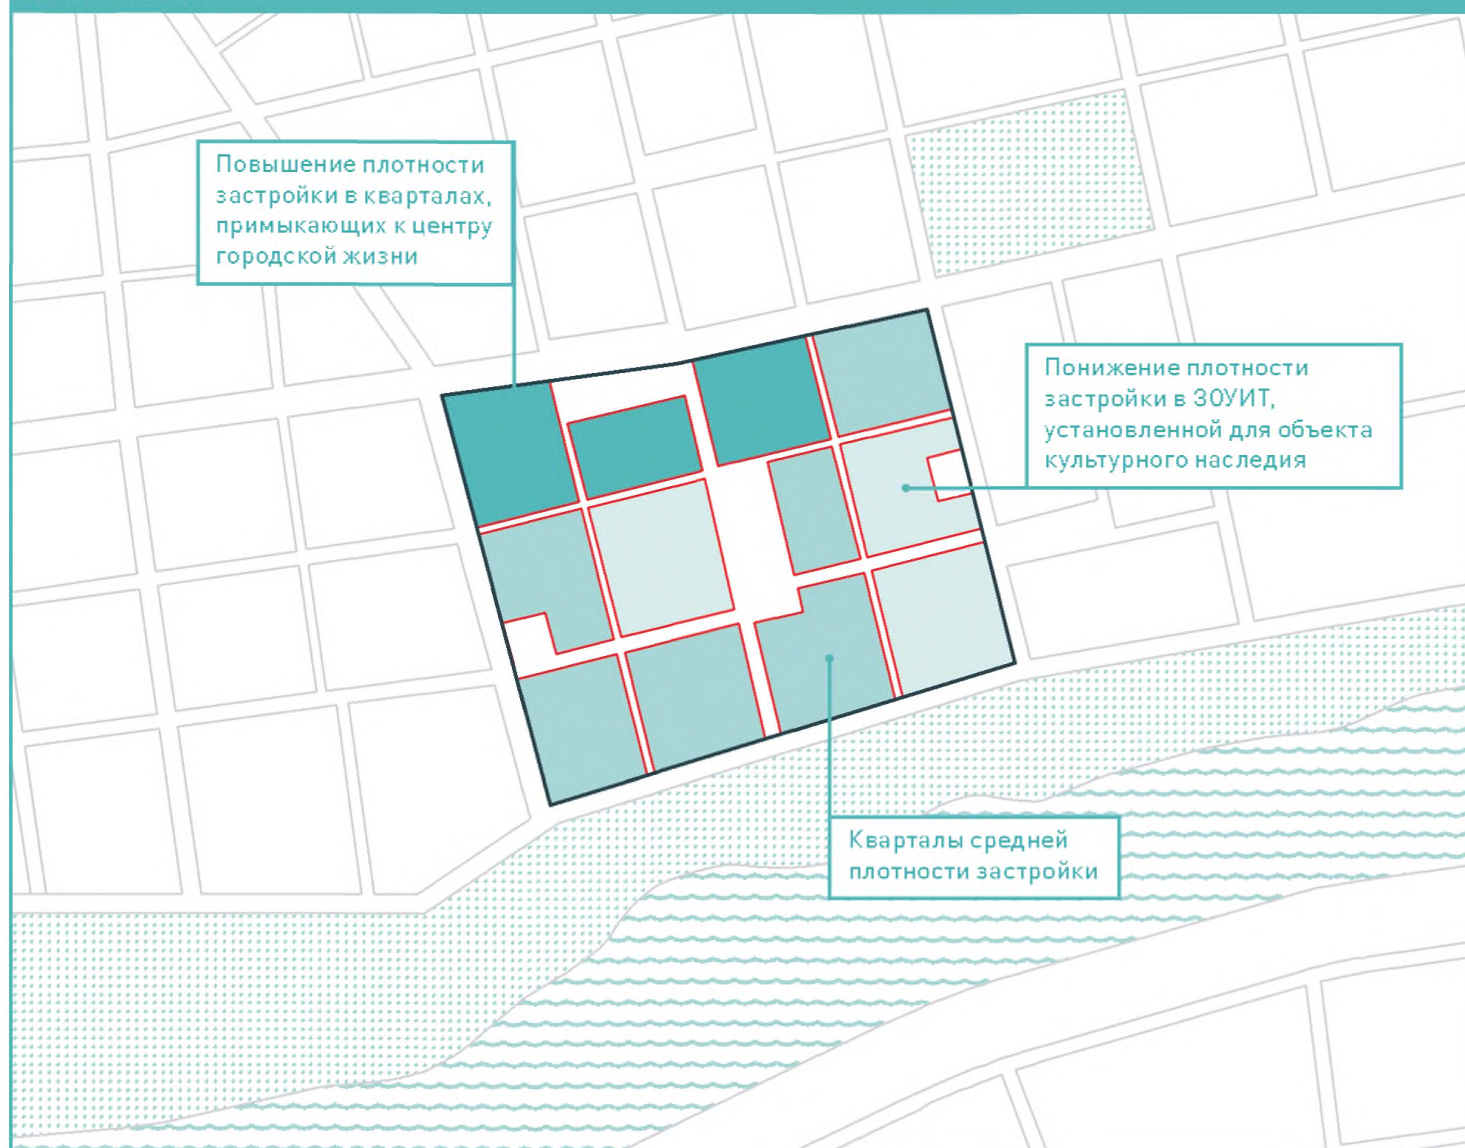 Повышение плотности
застройки в кварталах,
примыкающих к центру
городской жизни
Понижение плотности
застройки в ЗОУИТ,
установленной для объекта
культурного наследия
Кварталы средней
плотности застройки